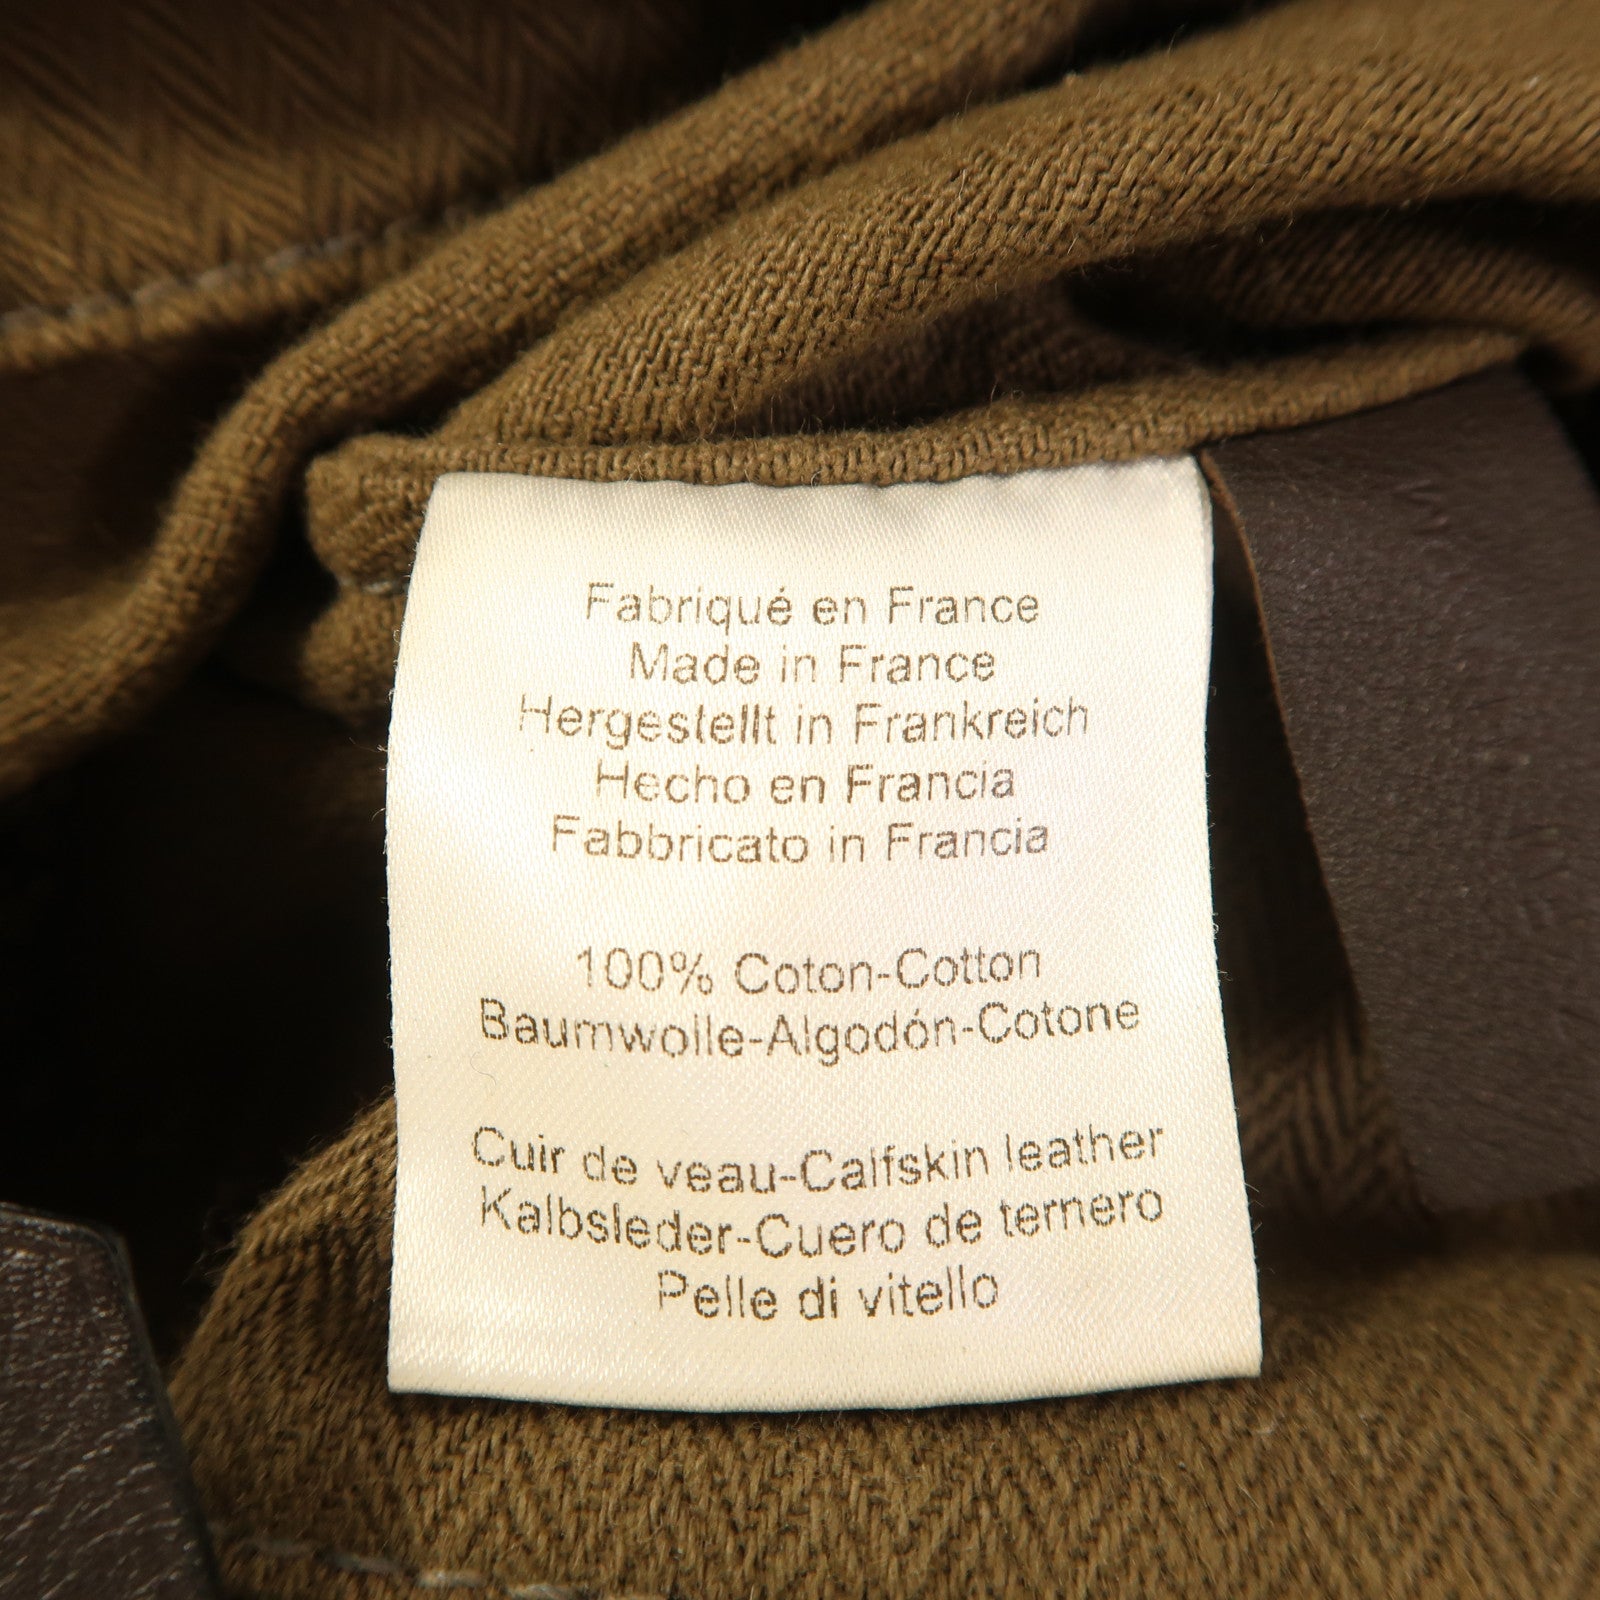 Fabriqué en France
Made in France
Hergestellt in Frankreich
Hecho en Francia
Fabbricato in Francia
100% Coton-Cotton
Baumwolle-Algodón-Cotone
Cuir de veau-Calfskin leather
Kalbsleder-Cuero de ternero
Pelle di vitello